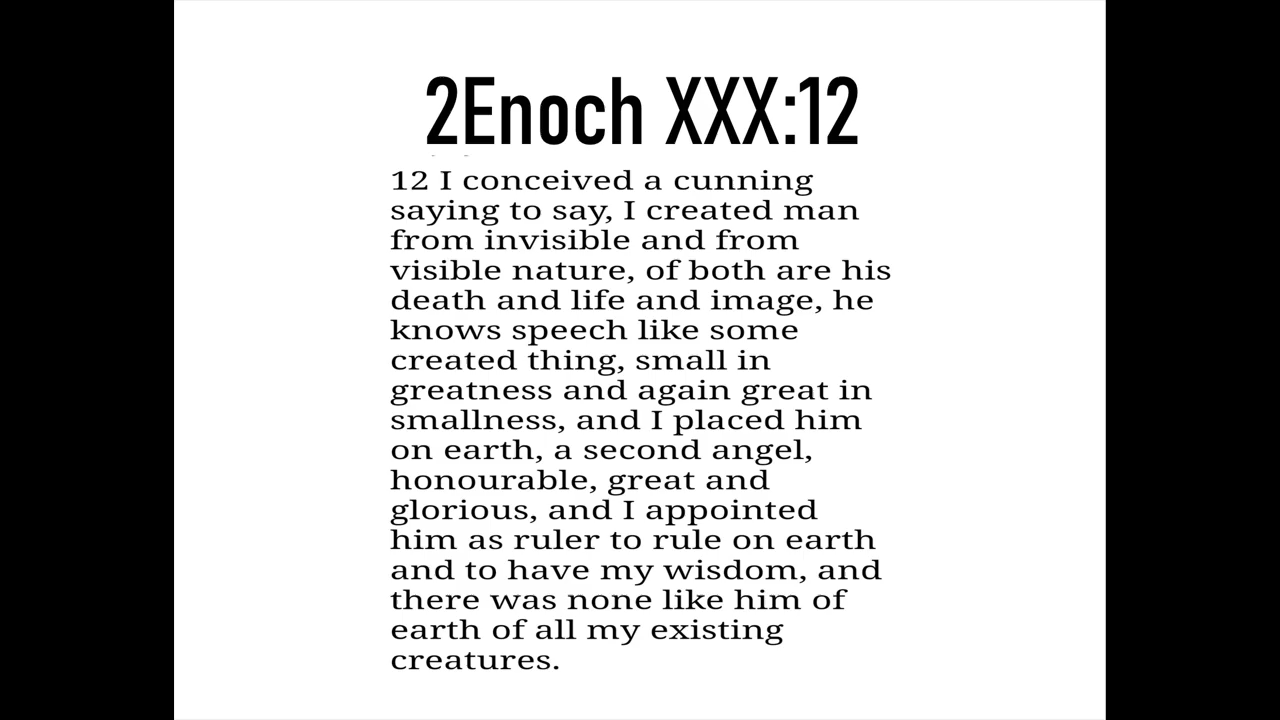 2Enoch XXX:12
12 I conceived a cunning
saying to say, I created man
from invisible and from
visible nature, of both are his
death and life and image, he
knows speech like some
created thing, small in
greatness and again great in
smallness, and I placed him
on earth, a second angel,
honourable, great and
glorious, and I appointed
him as ruler to rule on earth
and to have my wisdom, and
there was none like him of
earth of all my existing
creatures.